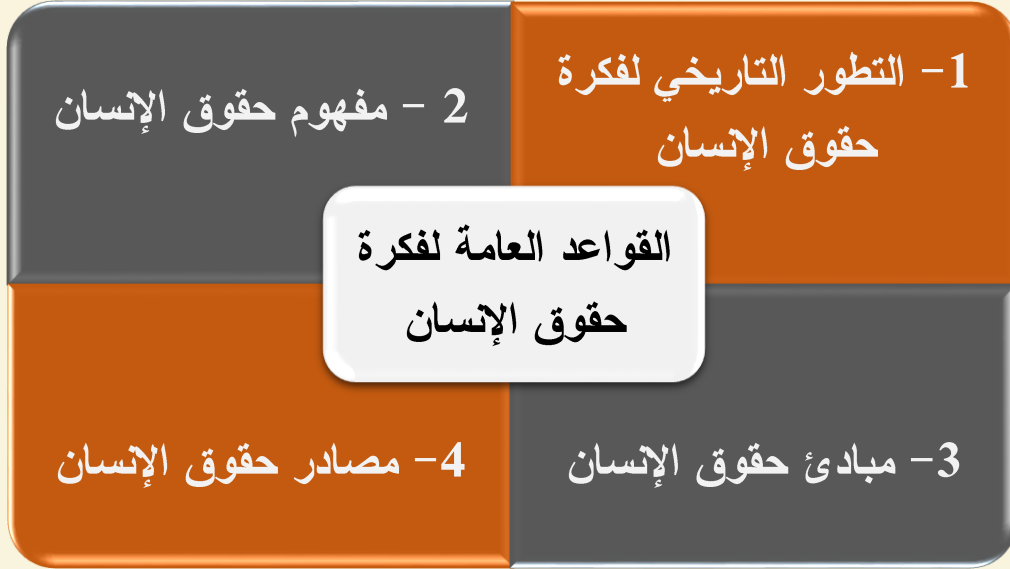 1- التطور التاريخي لفكرة
حقوق الإنسان
2 - مفهوم حقوق الإنسان
القواعد العامة لفكرة
حقوق الإنسان
3- مبادئ حقوق الإنسان
4- مصادر حقوق الإنسان